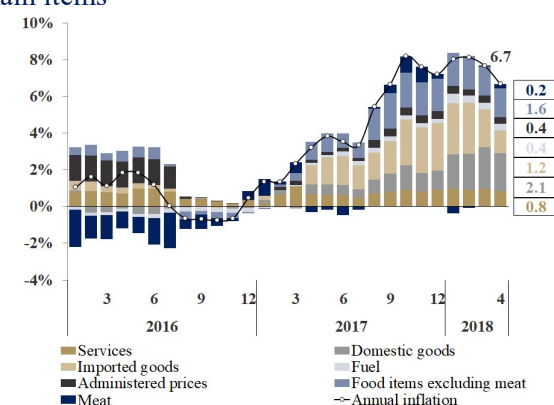 10%
8%
6%
4%
2%
0%
-2%
-4%
6.7
0.2
1.6
0.4
0.4
1.2
2.1
0.8
3 6 9 12 3 6 9 12 4
2016 2017 2018
Services Domestic goods
Imported goods Fuel
Administered prices Food items excluding meat
Meat Annual inflation